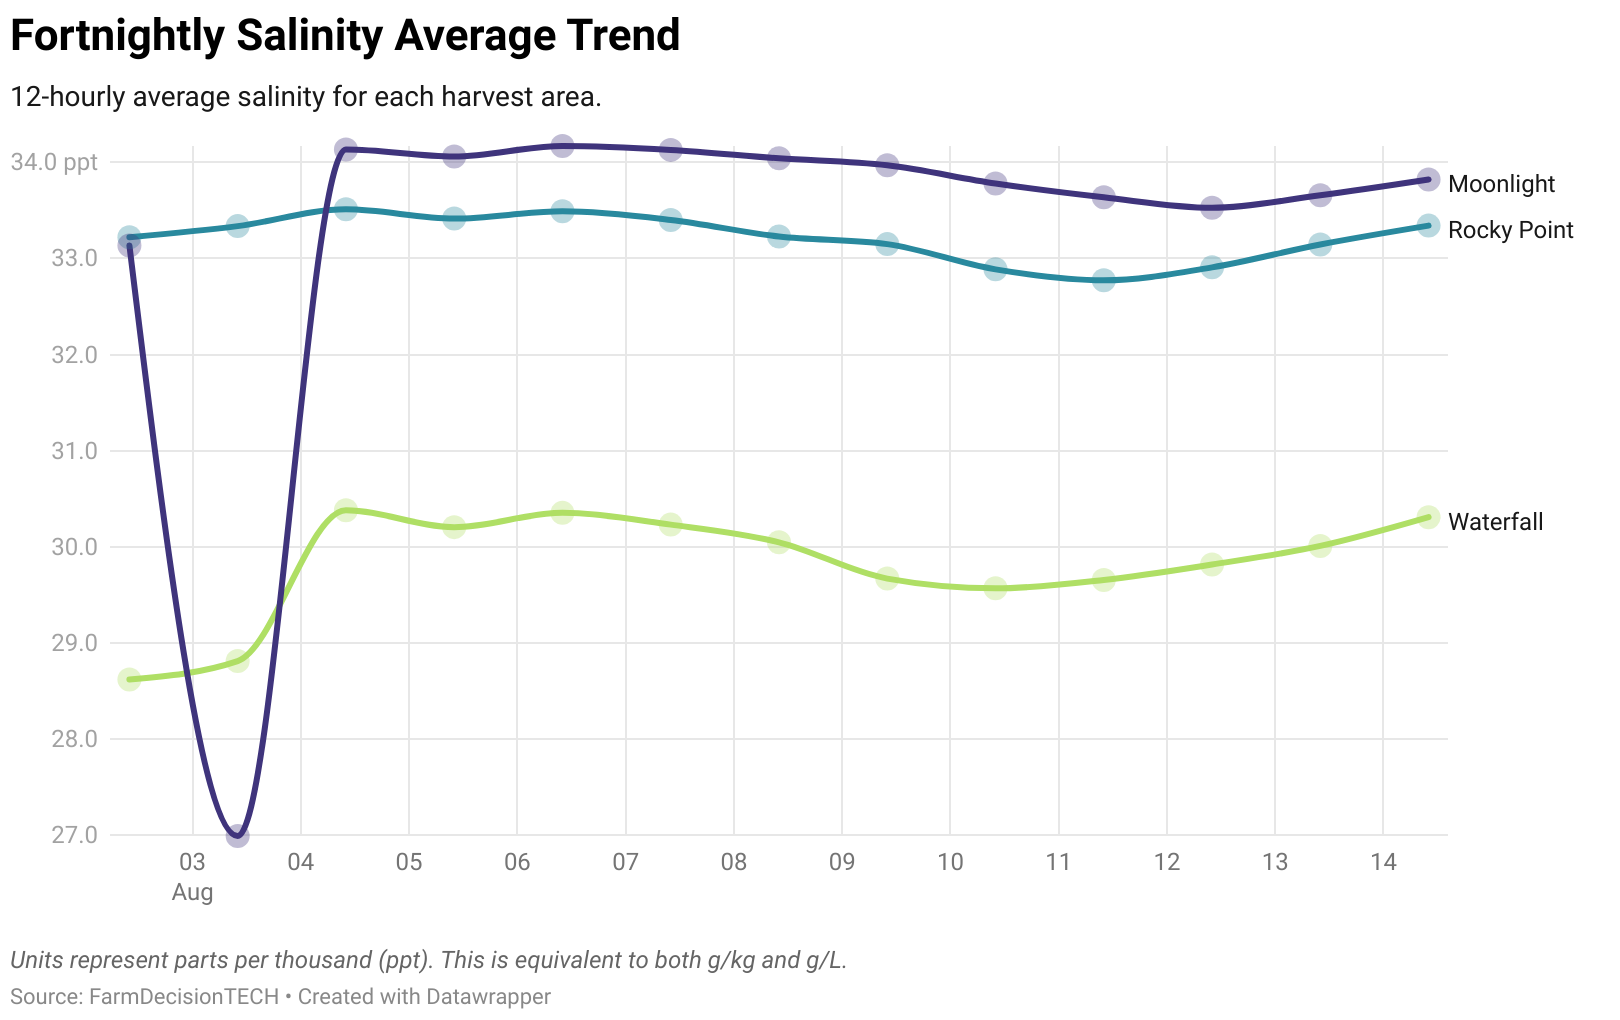 Fortnightly Salinity Average Trend
12-hourly average salinity for each harvest area.
34.0 ppt
33.0
32.0
31.0
30.0
29.0
28.0
27.0
Moonlight
Rocky Point
Waterfall
03 04 05 06 07 08 09 10 11 12 13 14
Aug
Units represent parts per thousand (ppt). This is equivalent to both g/kg and g/L.
Source: FarmDecisionTECH • Created with Datawrapper